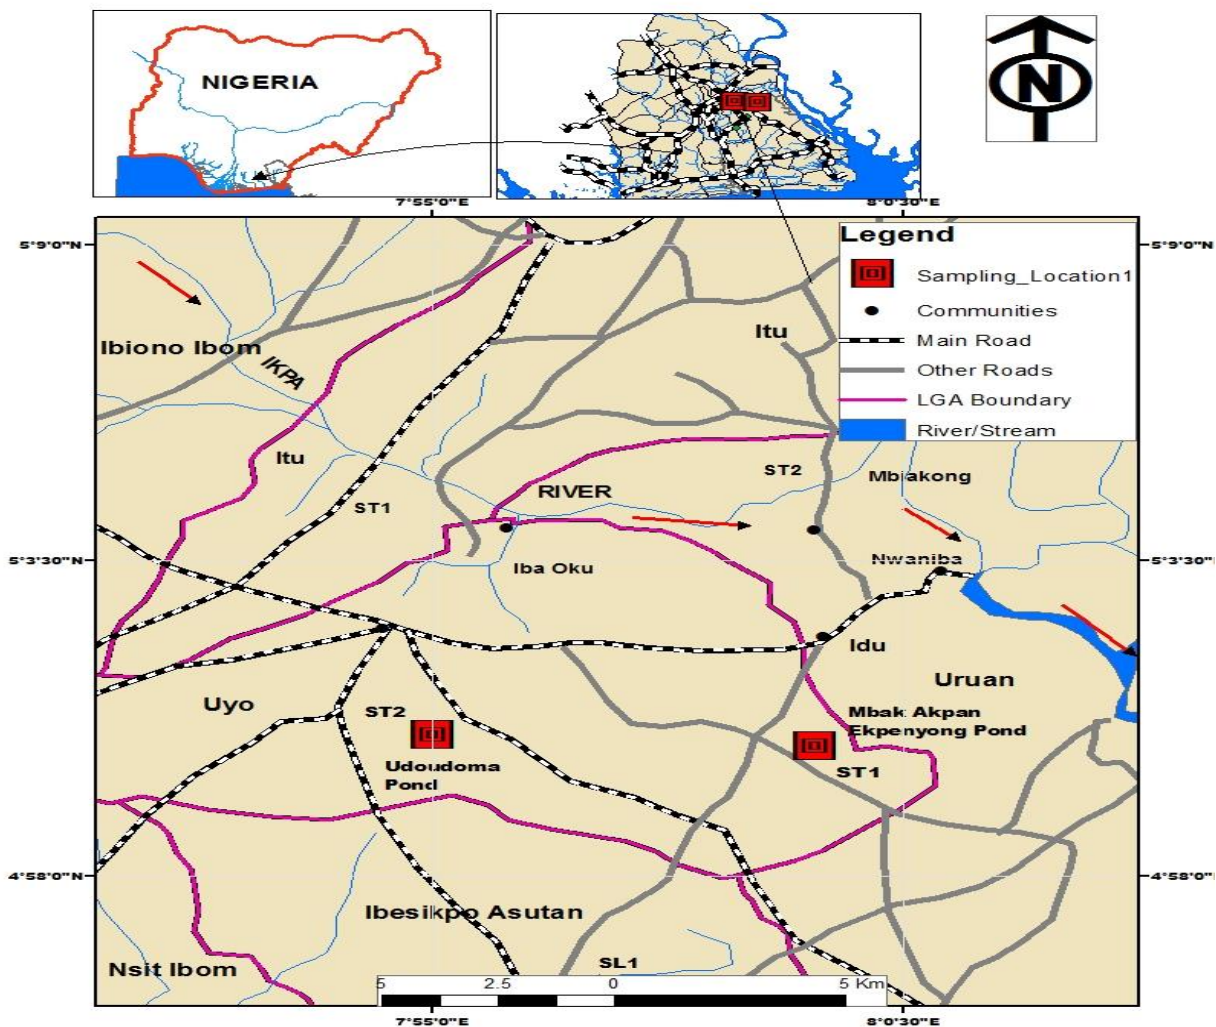 NIGERIA
N
7°55'0"E
8°0'30"E
5°9'0"N
5°9'0"N
Legend
Sampling_Location1
Communities
Main Road
Other Roads
LGA Boundary
River/Stream
Itu
Ibiono Ibom
IKPA
Itu
ST1
RIVER
ST2
Mbiakong
5°3'30"N
5°3'30"N
Iba Oku
Nwaniba
Idu
Uruan
Uyo
ST2
Udoudoma
Pond
Mbak Akpan
Ekpenyong Pond
ST1
4°58'0"N
4°58'0"N
Ibesikpo Asutan
Nsit Ibom
SL1
5
2.5
0
5 Km
7°55'0"E
8°0'30"E